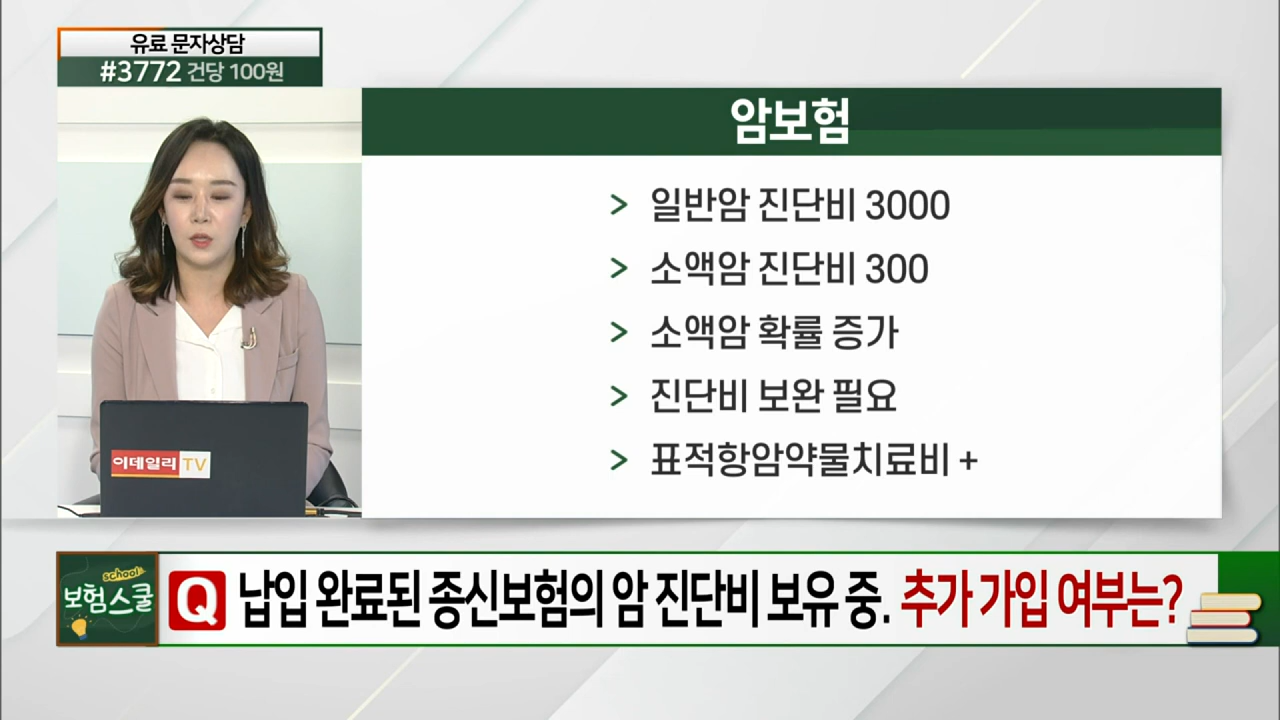 유료 문자상담
#3772 건당 100원
암보험
> 일반암 진단비 3000
> 소액암 진단비 300
> 소액암 확률 증가
> 진단비 보완 필요
> 표적항암약물치료비 +
이데일리 TV
school
보험스쿨
Q 납입 완료된 종신보험의 암 진단비 보유 중. 추가 가입 여부는?